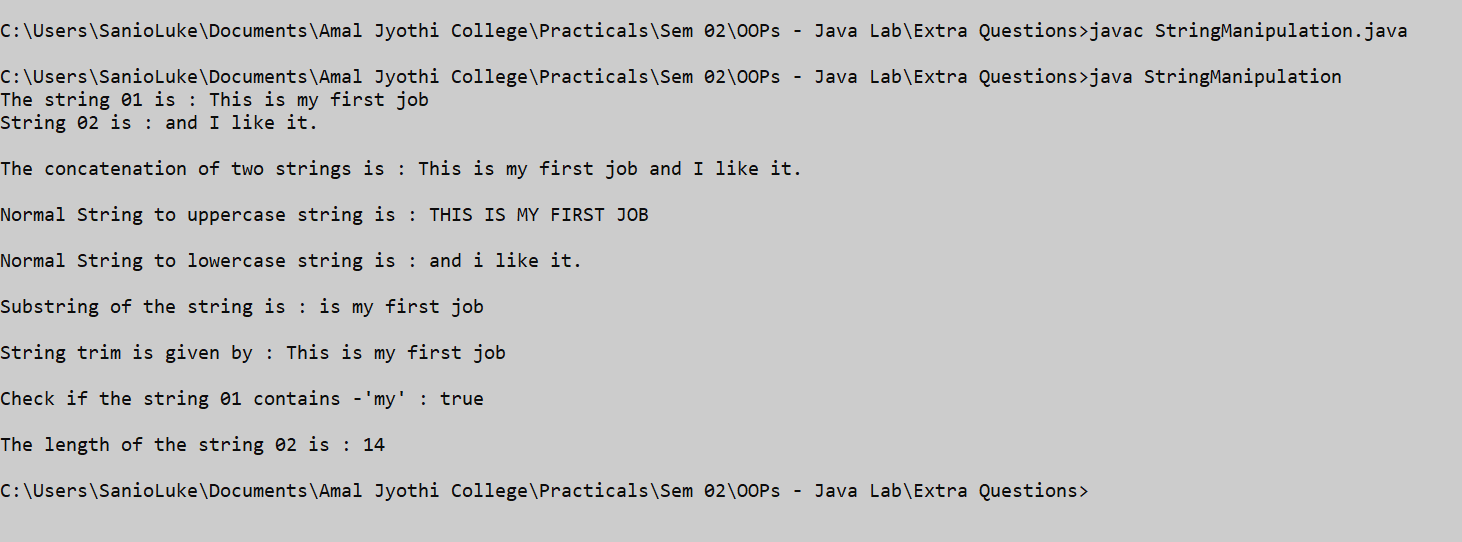 C:\Users\SanioLuke\Documents\Amal Jyothi College\Practicals\Sem 02\OOPs - Java Lab\Extra Questions>javac StringManipulation.java
C:\Users\SanioLuke\Documents\Amal Jyothi College\Practicals\Sem 02\OOPs - Java Lab\Extra Questions>java StringManipulation
The string 01 is : This is my first job
String 02 is : and I like it.
The concatenation of two strings is : This is my first job and I like it.
Normal String to uppercase string is : THIS IS MY FIRST JOB
Normal String to lowercase string is : and i like it.
Substring of the string is : is my first job
String trim is given by : This is my first job
Check if the string 01 contains -'my' : true
The length of the string 02 is : 14
C:\Users\SanioLuke\Documents\Amal Jyothi College\Practicals\Sem 02\OOPs - Java Lab\Extra Questions>